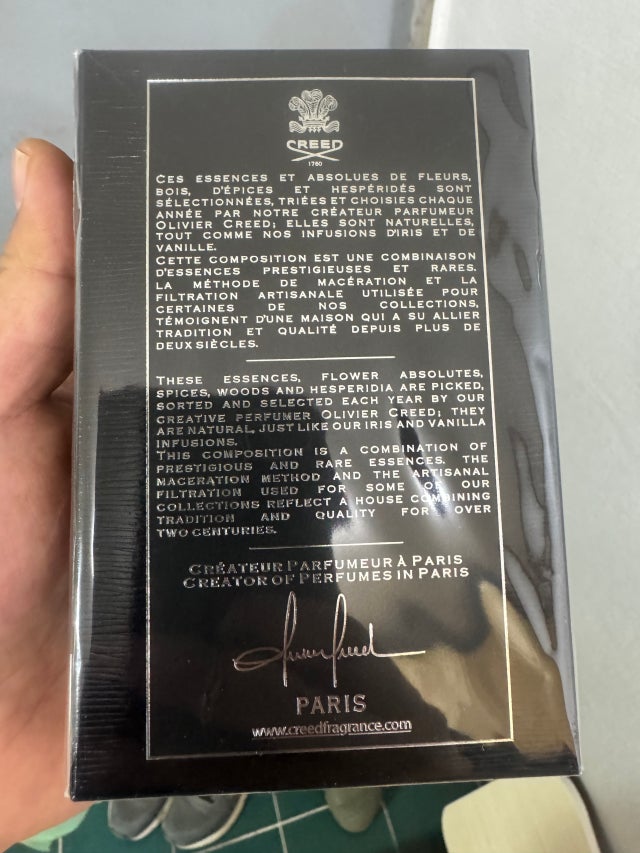 CREED
1760
CES ESSENCES ET ABSOLUES DE FLEURS,
BOIS, D'ÉPICES ET HESPÉRIDÉS SONT
SÉLECTIONNÉES, TRIÉES ET CHOISIES CHAQUE
ANNÉE PAR NOTRE CRÉATEUR PARFUMEUR
OLIVIER CREED; ELLES SONT NATURELLES,
TOUT COMME NOS INFUSIONS D'IRIS ET DE
VANILLE.
CETTE COMPOSITION EST UNE COMBINAISON
D'ESSENCES PRESTIGIEUSES ET RARES.
LA MÉTHODE DE MACÉRATION ET LA
FILTRATION ARTISANALE UTILISÉE POUR
CERTAINES DE NOS COLLECTIONS,
TÉMOIGNENT D'UNE MAISON QUI A SU ALLIER
TRADITION ET QUALITÉ DEPUIS PLUS DE
DEUX SIÈCLES.
THESE ESSENCES, FLOWER ABSOLUTES,
SPICES, WOODS AND HESPERIDIA ARE PICKED,
SORTED AND SELECTED EACH YEAR BY OUR
CREATIVE PERFUMER OLIVIER CREED; THEY
ARE NATURAL, JUST LIKE OUR IRIS AND VANILLA
INFUSIONS.
THIS COMPOSITION IS A COMBINATION OF
PRESTIGIOUS AND RARE ESSENCES. THE
MACERATION METHOD AND THE ARTISANAL
FILTRATION USED FOR SOME OF OUR
COLLECTIONS REFLECT A HOUSE COMBINING
TRADITION AND QUALITY FOR OVER
TWO CENTURIES.
CRÉATEUR PARFUMEUR À PARIS
CREATOR OF PERFUMES IN PARIS
Olivier Creed
PARIS
www.creedfragrance.com